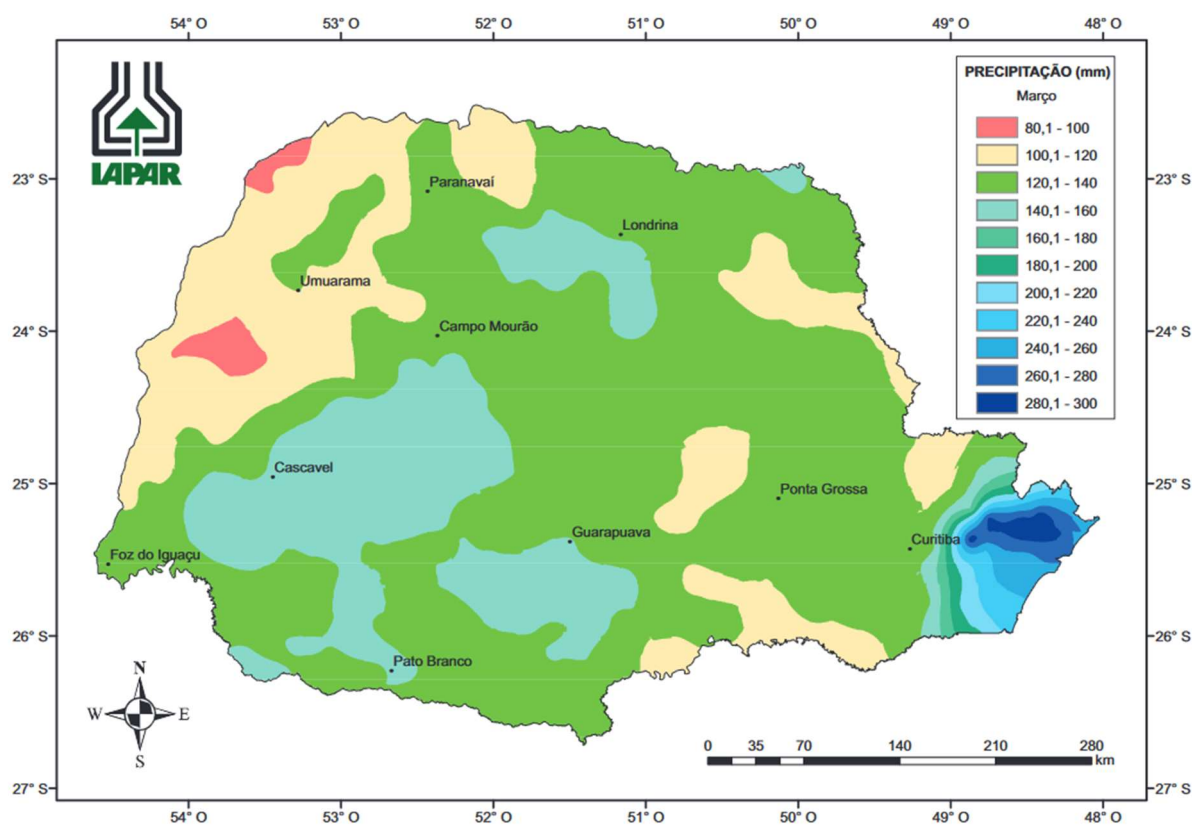 54° O 53° O 52° O 51° O 50° O 49° O 48° O
IAPAR
PRECIPITAÇÃO (mm)
Março
80,1 - 100
100,1 - 120
120,1 - 140
140,1 - 160
160,1 - 180
180,1 - 200
200,1 - 220
220,1 - 240
240,1 - 260
260,1 - 280
280,1 - 300
23° S 23° S
Paranavaí
Londrina
Umuarama
24° S 24° S
Campo Mourão
Cascavel
25° S 25° S
Ponta Grossa
Guarapuava
Curitiba
Foz do Iguaçu
26° S 26° S
Pato Branco
N
W E
S
0 35 70 140 210 280
km
27° S 27° S
54° O 53° O 52° O 51° O 50° O 49° O 48° O